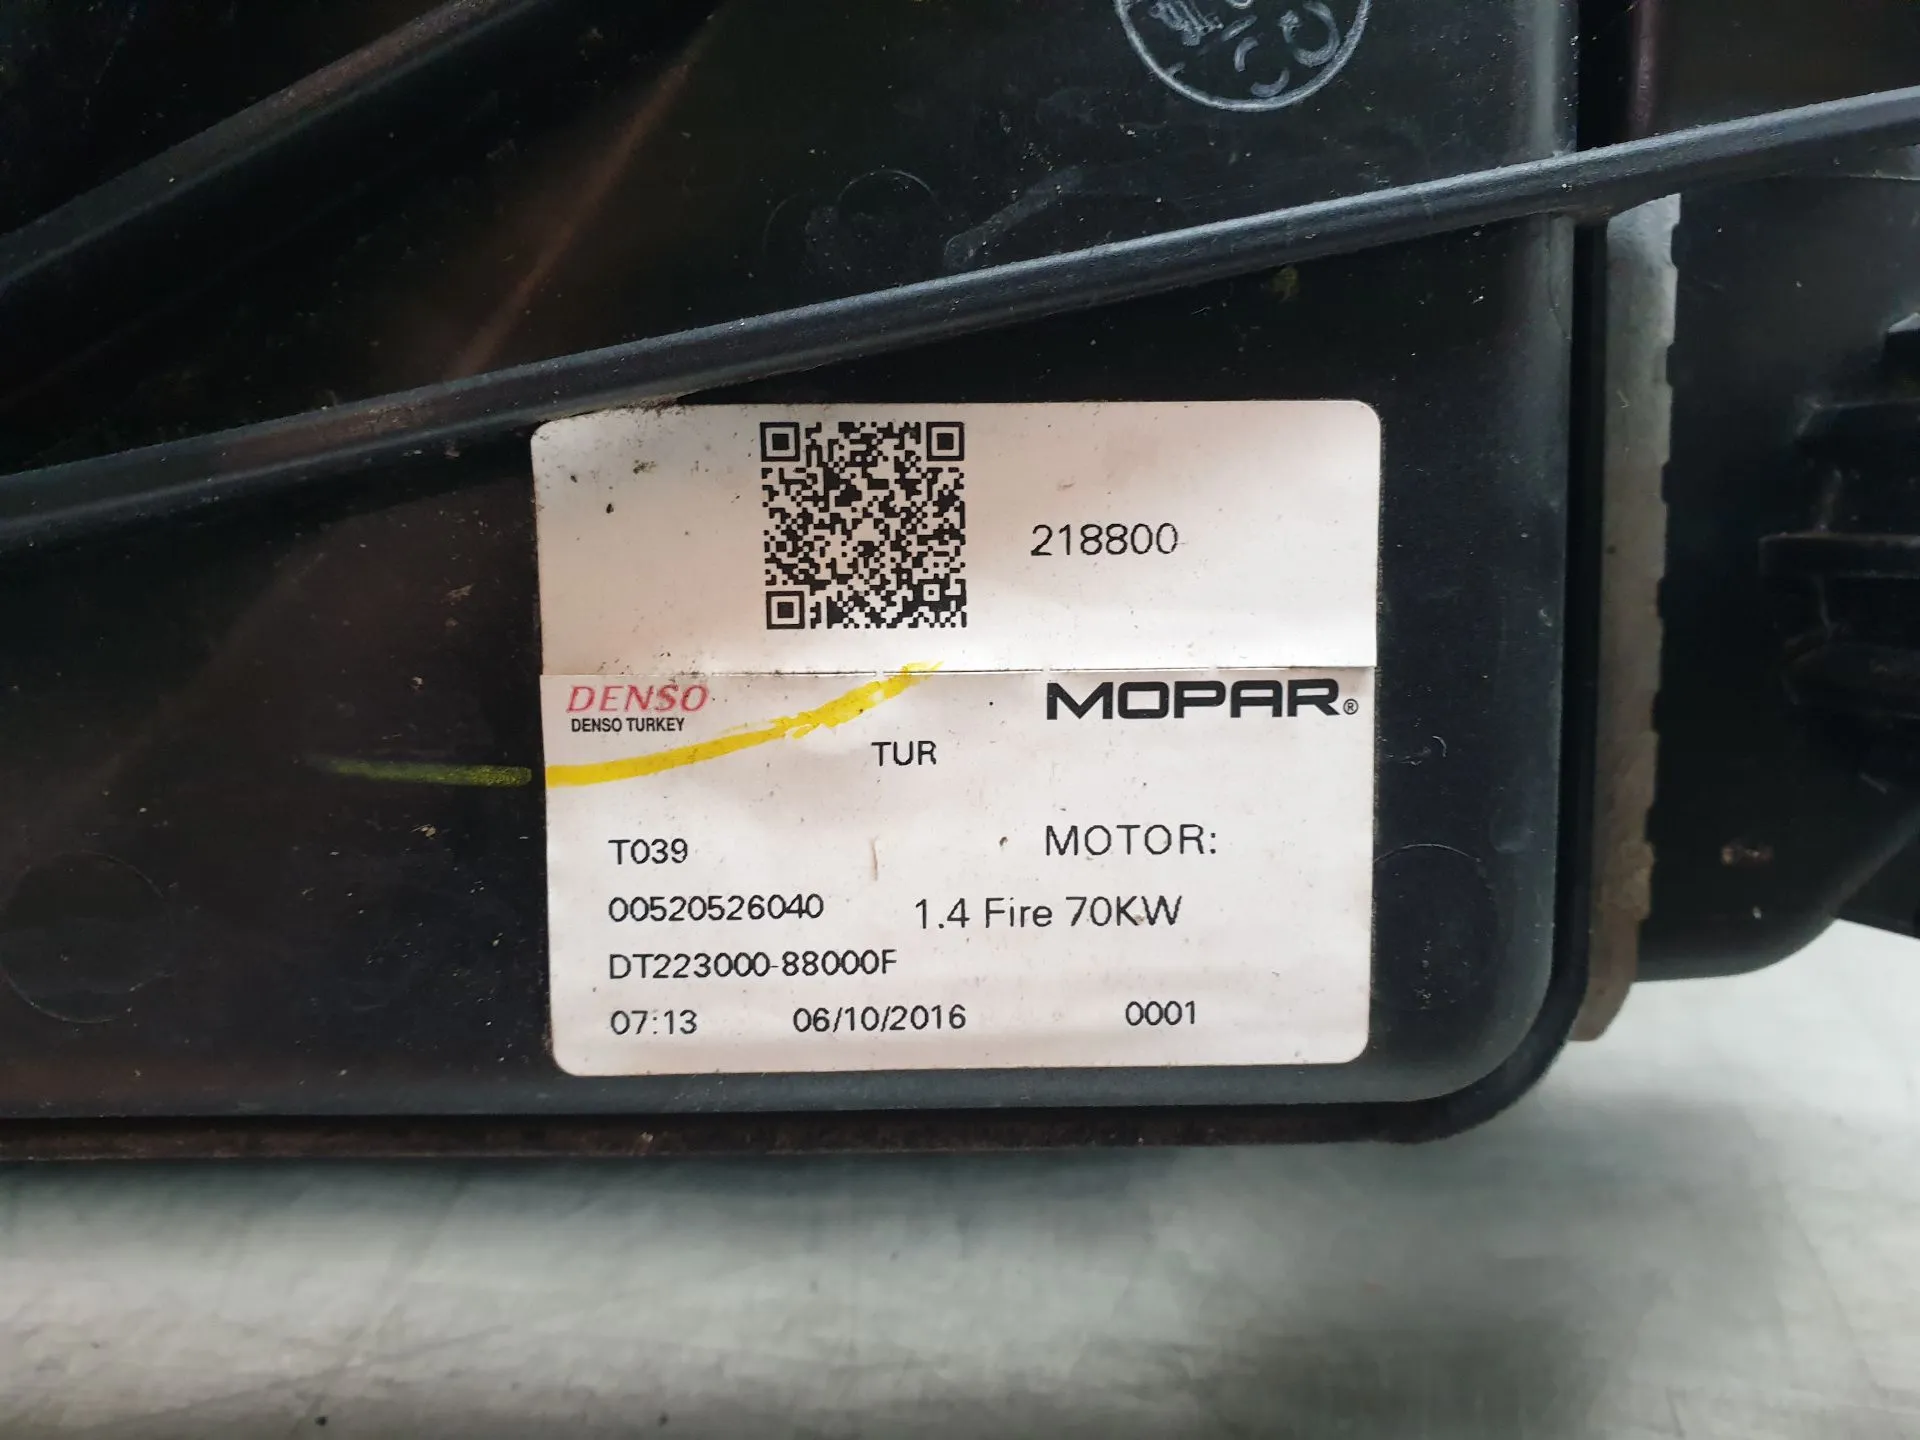 218800
DENSO
DENSO TURKEY
MOPAR®
TUR
T039
MOTOR:
00520526040
1.4 Fire 70KW
DT223000-88000F
07:13 06/10/2016 0001